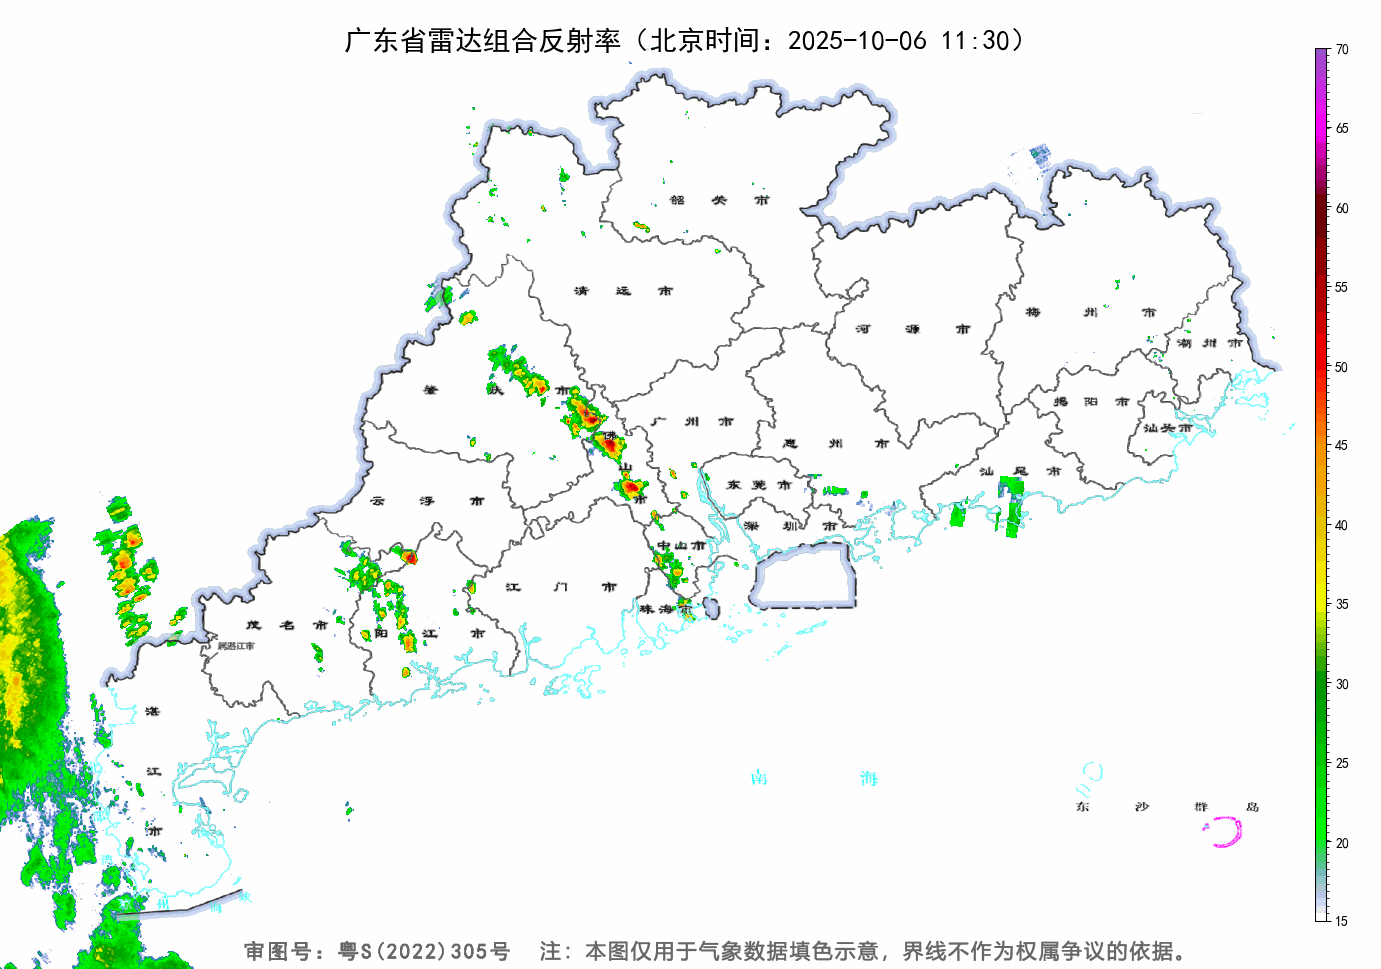 广东省雷达组合反射率（北京时间：2025-10-06 11:30）
70
65
60
55
50
45
40
35
30
25
20
15
韶关市
清远市
河源市
梅州市
潮州市
肇庆市
广州市
惠州市
揭阳市
汕头市
佛山市
汕尾市
云浮市
东莞市
深圳市
中山市
江门市
珠海市
茂名市
阳江市
属湛江市
湛江市
南海
东沙群岛
州海峡
审图号：粤S(2022)305号 注：本图仅用于气象数据填色示意，界线不作为权属争议的依据。